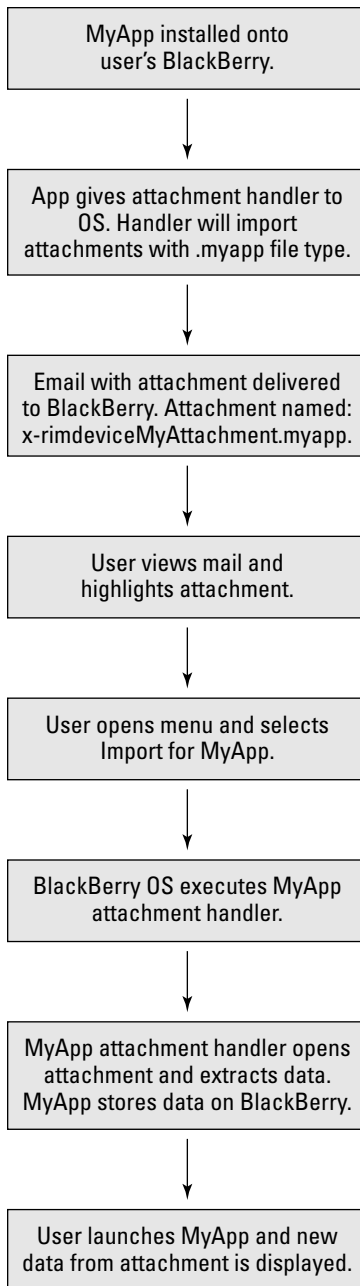 MyApp installed onto
user's BlackBerry.
App gives attachment handler to
OS. Handler will import
attachments with .myapp file type.
Email with attachment delivered
to BlackBerry. Attachment named:
x-rimdeviceMyAttachment.myapp.
User views mail and
highlights attachment.
User opens menu and selects
Import for MyApp.
BlackBerry OS executes MyApp
attachment handler.
MyApp attachment handler opens
attachment and extracts data.
MyApp stores data on BlackBerry.
User launches MyApp and new
data from attachment is displayed.